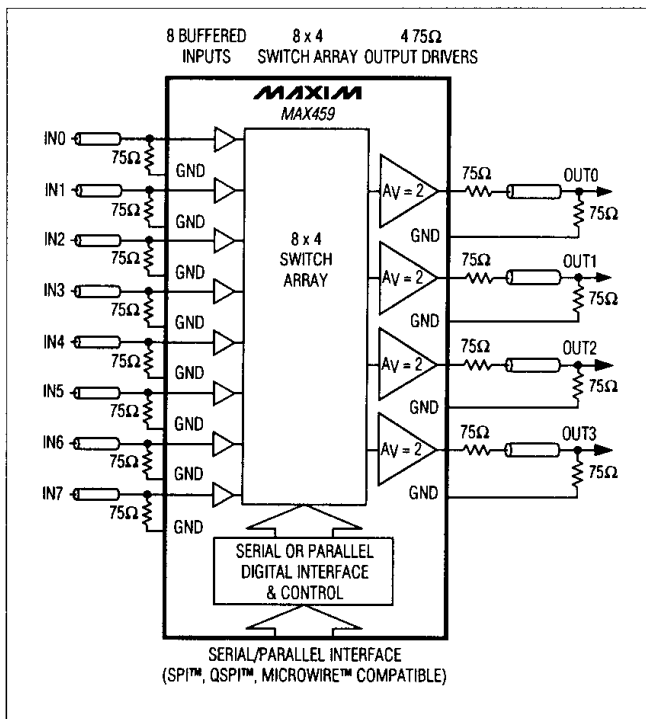 8 BUFFERED INPUTS
8 x 4 SWITCH ARRAY
4 75Ω OUTPUT DRIVERS
MAXIM
MAX459
IN0
75Ω
GND
IN1
75Ω
GND
IN2
75Ω
GND
IN3
75Ω
GND
IN4
75Ω
GND
IN5
75Ω
GND
IN6
75Ω
GND
IN7
75Ω
GND
8 x 4
SWITCH
ARRAY
AV = 2
75Ω
OUT0
75Ω
GND
AV = 2
75Ω
OUT1
75Ω
GND
AV = 2
75Ω
OUT2
75Ω
GND
AV = 2
75Ω
OUT3
75Ω
GND
SERIAL OR PARALLEL
DIGITAL INTERFACE
& CONTROL
SERIAL/PARALLEL INTERFACE
(SPI™, QSPI™, MICROWIRE™ COMPATIBLE)